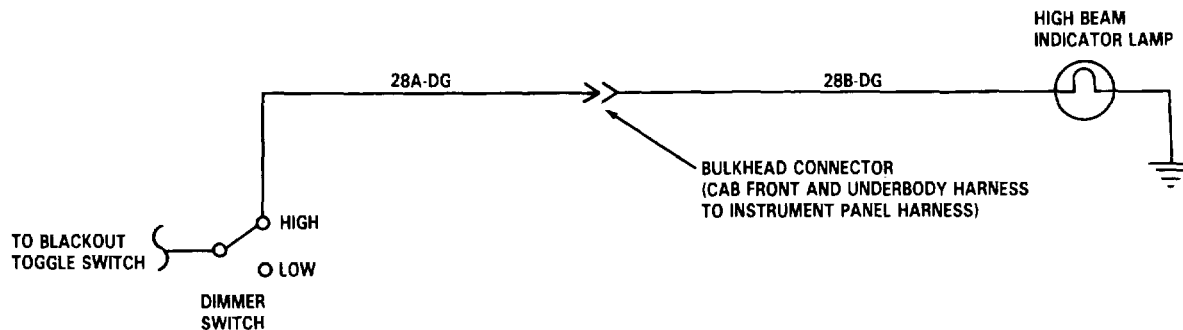 HIGH BEAM
INDICATOR LAMP
28A-DG
28B-DG
BULKHEAD CONNECTOR
(CAB FRONT AND UNDERBODY HARNESS
TO INSTRUMENT PANEL HARNESS)
HIGH
TO BLACKOUT
TOGGLE SWITCH
LOW
DIMMER
SWITCH